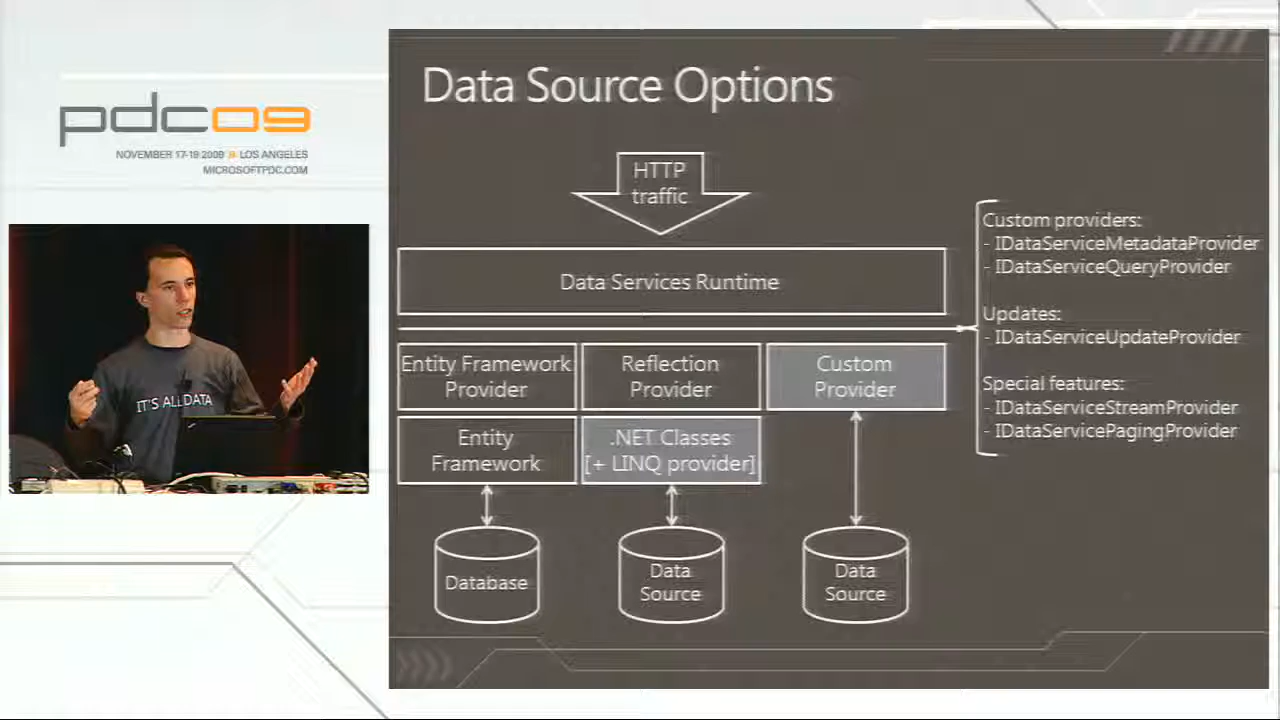 pdc09
NOVEMBER 17-19 2009 LOS ANGELES
MICROSOFTPDC.COM
IT'S ALL DATA
Data Source Options
HTTP
traffic
Data Services Runtime
Entity Framework
Provider
Reflection
Provider
Custom
Provider
Entity
Framework
.NET Classes
[+ LINQ provider]
Database
Data
Source
Data
Source
Custom providers:
- IDataServiceMetadataProvider
- IDataServiceQueryProvider
Updates:
- IDataServiceUpdateProvider
Special features:
- IDataServiceStreamProvider
- IDataServicePagingProvider